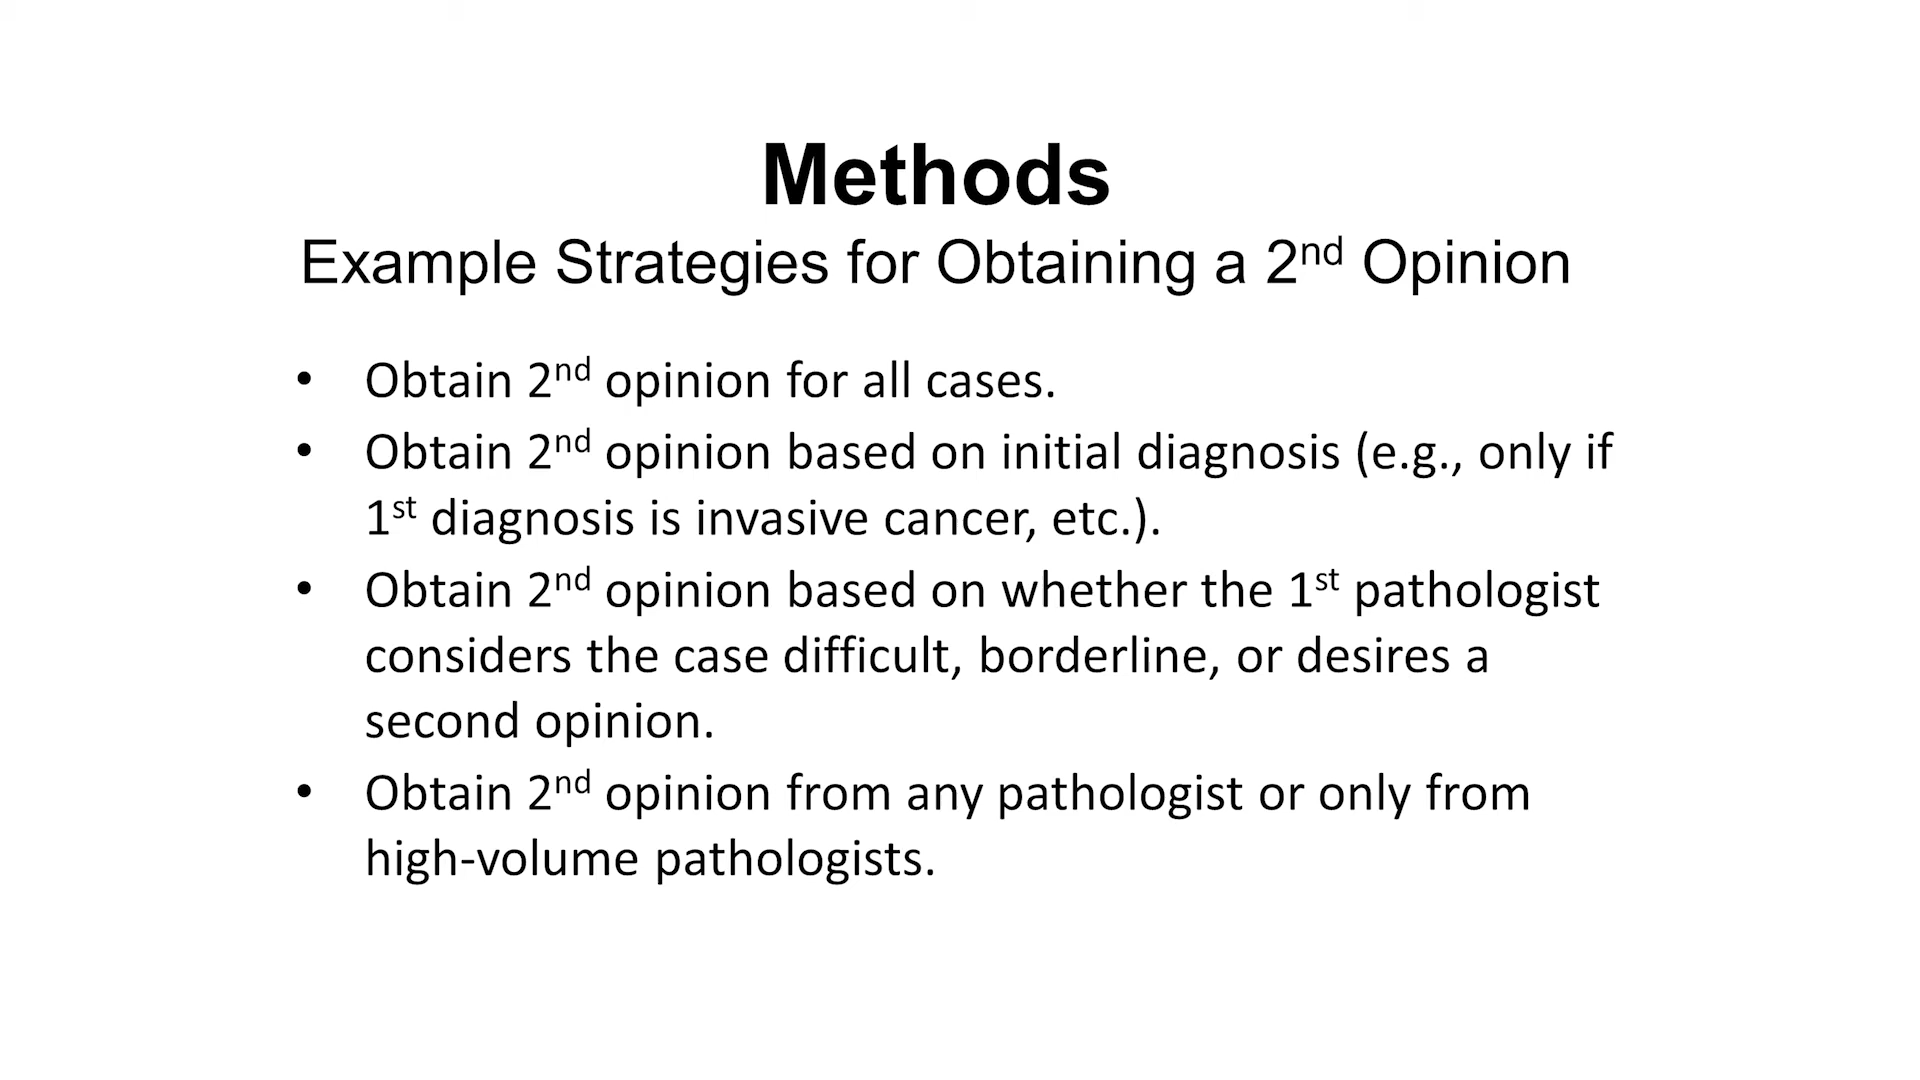 Methods
Example Strategies for Obtaining a 2nd Opinion
• Obtain 2nd opinion for all cases.
• Obtain 2nd opinion based on initial diagnosis (e.g., only if
1st diagnosis is invasive cancer, etc.).
• Obtain 2nd opinion based on whether the 1st pathologist
considers the case difficult, borderline, or desires a
second opinion.
• Obtain 2nd opinion from any pathologist or only from
high-volume pathologists.